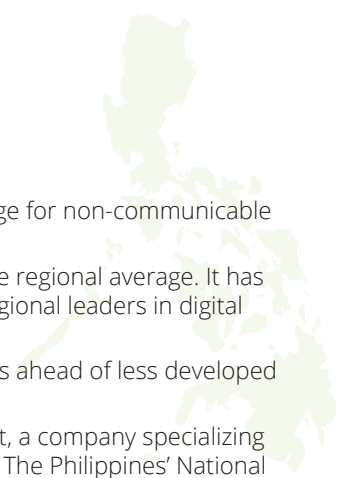 ge for non-communicable
e regional average. It has
gional leaders in digital
s ahead of less developed
t, a company specializing
The Philippines’ National